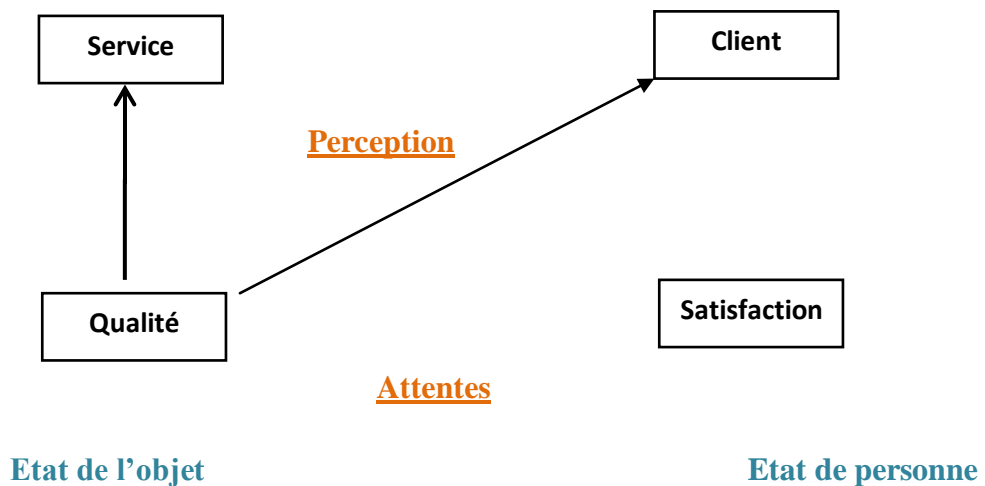 Service
Client
Perception
Qualité
Satisfaction
Attentes
Etat de l’objet
Etat de personne